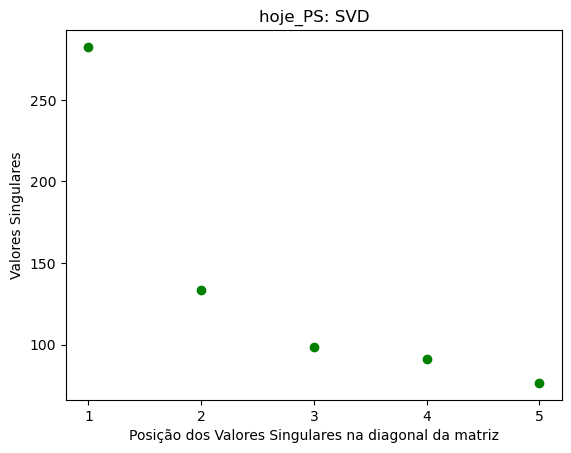 hoje_PS: SVD
Valores Singulares
250
200
150
100
1 2 3 4 5
Posição dos Valores Singulares na diagonal da matriz